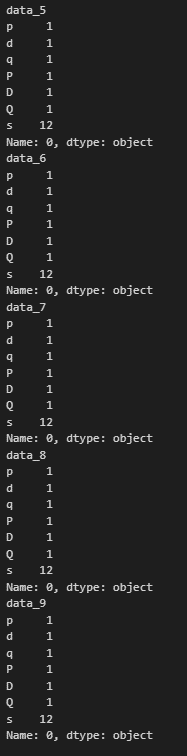 data_5
p     1
d     1
q     1
P     1
D     1
Q     1
s    12
Name: 0, dtype: object
data_6
p     1
d     1
q     1
P     1
D     1
Q     1
s    12
Name: 0, dtype: object
data_7
p     1
d     1
q     1
P     1
D     1
Q     1
s    12
Name: 0, dtype: object
data_8
p     1
d     1
q     1
P     1
D     1
Q     1
s    12
Name: 0, dtype: object
data_9
p     1
d     1
q     1
P     1
D     1
Q     1
s    12
Name: 0, dtype: object